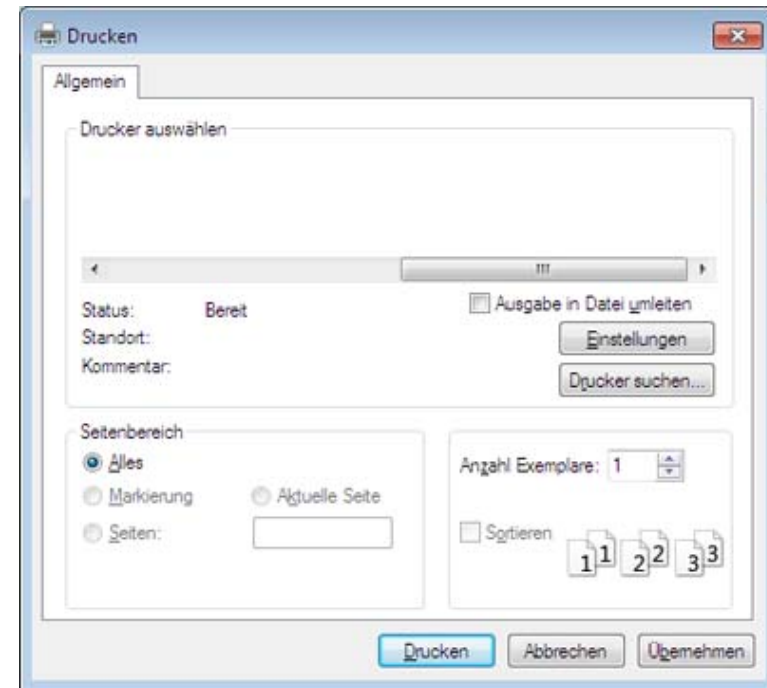 Drucken
Allgemein
Drucker auswählen
Status: Bereit
Ausgabe in Datei umleiten
Standort:
Einstellungen
Kommentar:
Drucker suchen...
Seitenbereich
Alles
Markierung Aktuelle Seite
Seiten:
Anzahl Exemplare: 1
Sortieren
1 1 2 2 3 3
Drucken Abbrechen Übernehmen